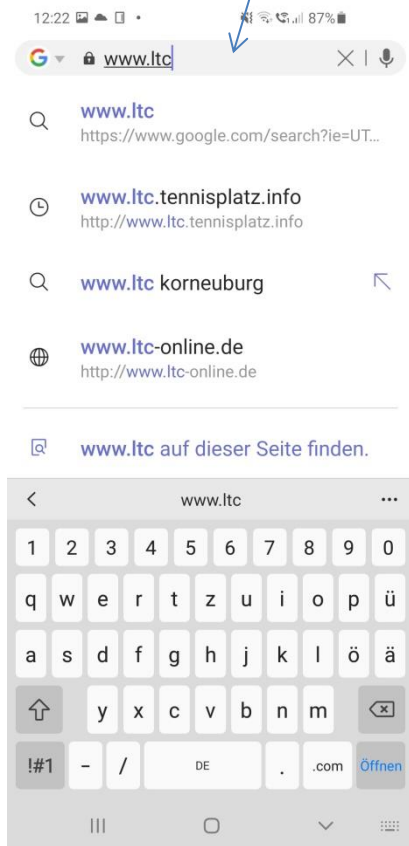 12:22 87%
G www.ltc
www.ltc
https://www.google.com/search?ie=UT...
www.ltc.tennisplatz.info
http://www.ltc.tennisplatz.info
www.ltc korneuburg
www.ltc-online.de
http://www.ltc-online.de
www.ltc auf dieser Seite finden.
www.ltc
1 2 3 4 5 6 7 8 9 0
q w e r t z u i o p ü
a s d f g h j k l ö ä
y x c v b n m
!#1 - / DE . .com Öffnen